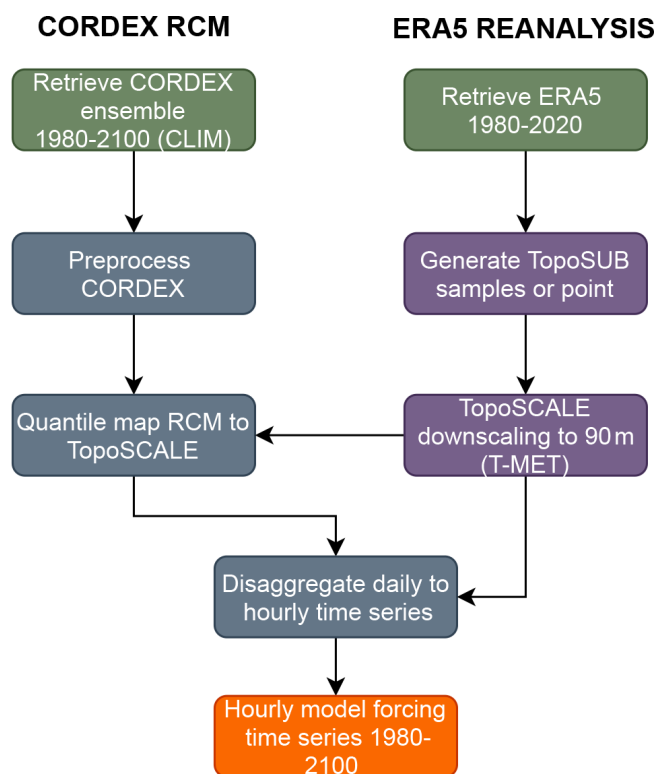 CORDEX RCM
ERA5 REANALYSIS
Retrieve CORDEX
ensemble
1980-2100 (CLIM)
Retrieve ERA5
1980-2020
Preprocess
CORDEX
Generate TopoSUB
samples or point
Quantile map RCM to
TopoSCALE
TopoSCALE
downscaling to 90 m
(T-MET)
Disaggregate daily to
hourly time series
Hourly model forcing
time series 1980-
2100